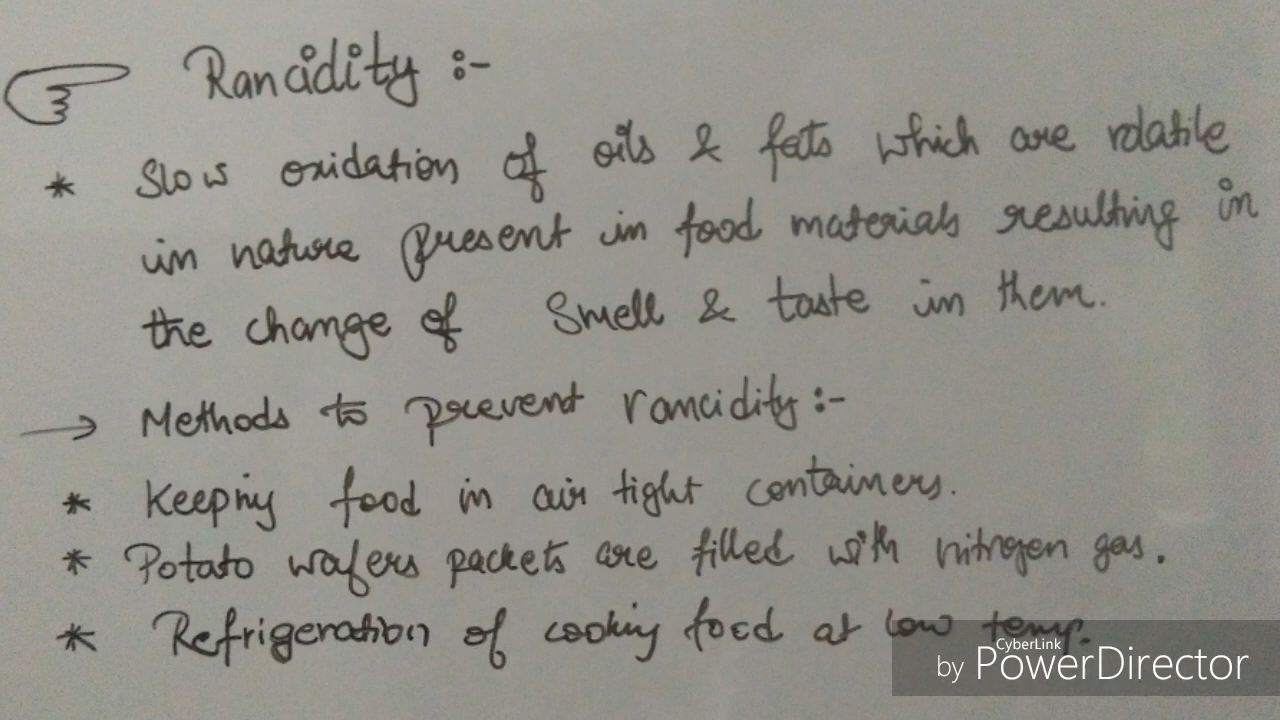 Rancidity :-
* Slow oxidation of oils & fats which are volatile
in nature present in food materials resulting in
the change of Smell & taste in them.
→ Methods to prevent rancidity :-
* Keeping food in air tight containers.
* Potato wafers packets are filled with nitrogen gas.
* Refrigeration of cooking food at low temp.
CyberLink
by PowerDirector